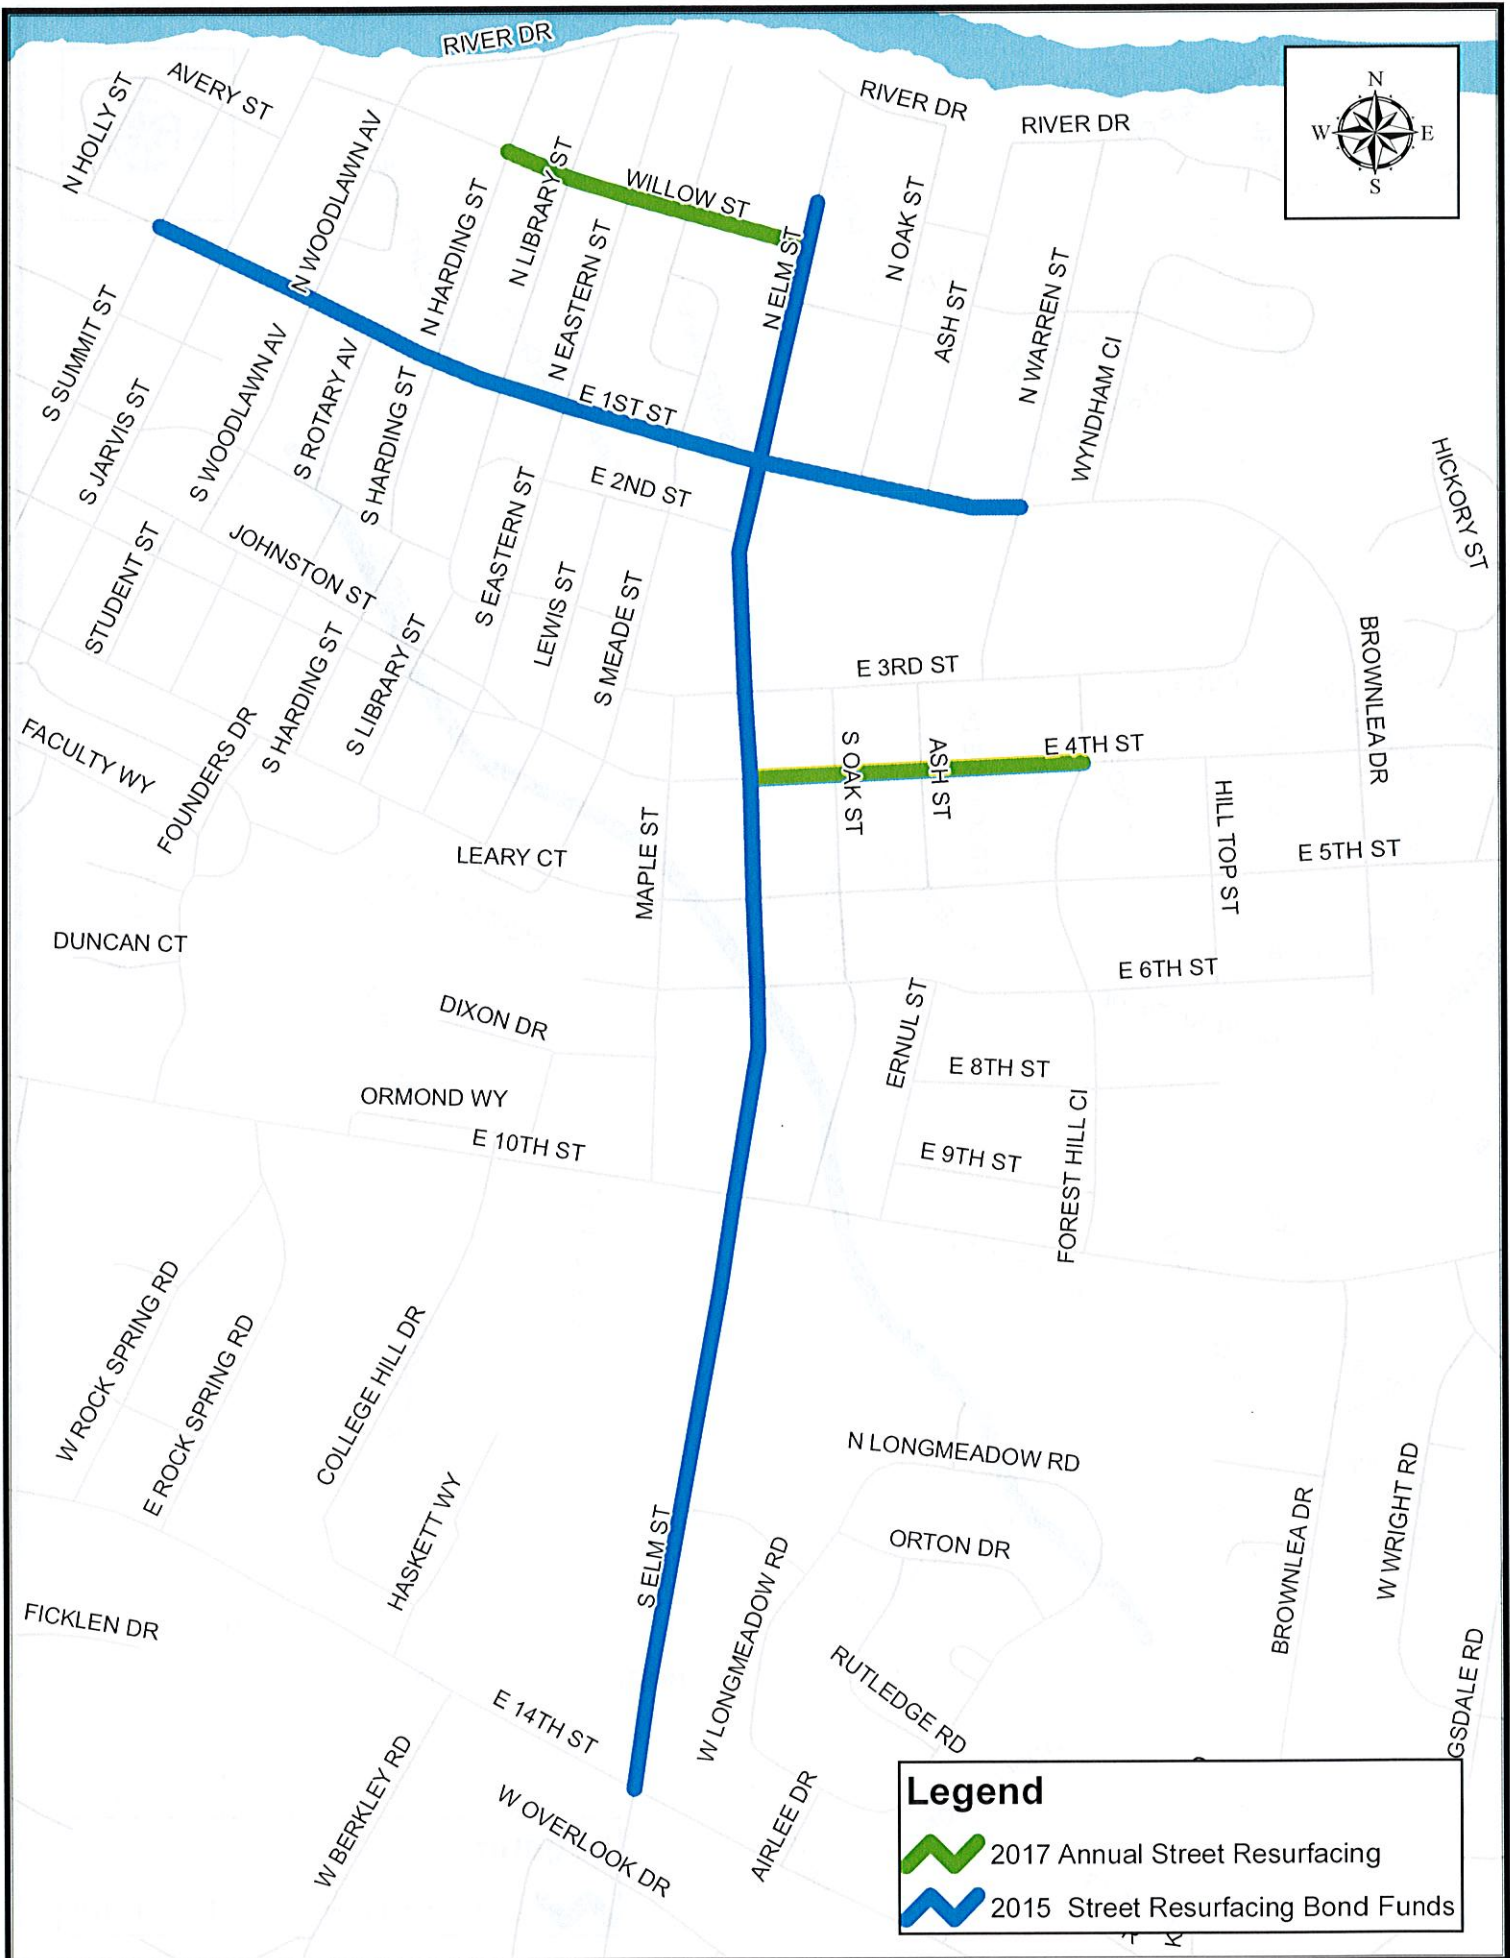 RIVER DR
AVERY ST
N HOLLY ST
N WOODLAWN AV
RIVER DR
RIVER DR
N
W E
S
N HARDING ST
N LIBRARY ST
WILLOW ST
N EASTERN ST
N ELM ST
N OAK ST
ASH ST
N WARREN ST
WYNDHAM CI
S SUMMIT ST
S JARVIS ST
S WOODLAWN AV
S ROTARY AV
S HARDING ST
E 1ST ST
E 2ND ST
HICKORY ST
STUDENT ST
JOHNSTON ST
S EASTERN ST
LEWIS ST
S MEADE ST
S HARDING ST
S LIBRARY ST
E 3RD ST
BROWNLEA DR
FACULTY WY
FOUNDERS DR
S OAK ST
ASH ST
E 4TH ST
HILL TOP ST
E 5TH ST
LEARY CT
MAPLE ST
DUNCAN CT
E 6TH ST
DIXON DR
ERNUL ST
E 8TH ST
ORMOND WY
E 10TH ST
E 9TH ST
FOREST HILL CI
W ROCK SPRING RD
E ROCK SPRING RD
COLLEGE HILL DR
HASKETT WY
N LONGMEADOW RD
ORTON DR
S ELM ST
W LONGMEADOW RD
BROWNLEA DR
W WRIGHT RD
FICKLEN DR
RUTLEDGE RD
GSDALE RD
E 14TH ST
W BERKLEY RD
W OVERLOOK DR
AIRLEE DR
Legend
2017 Annual Street Resurfacing
2015 Street Resurfacing Bond Funds